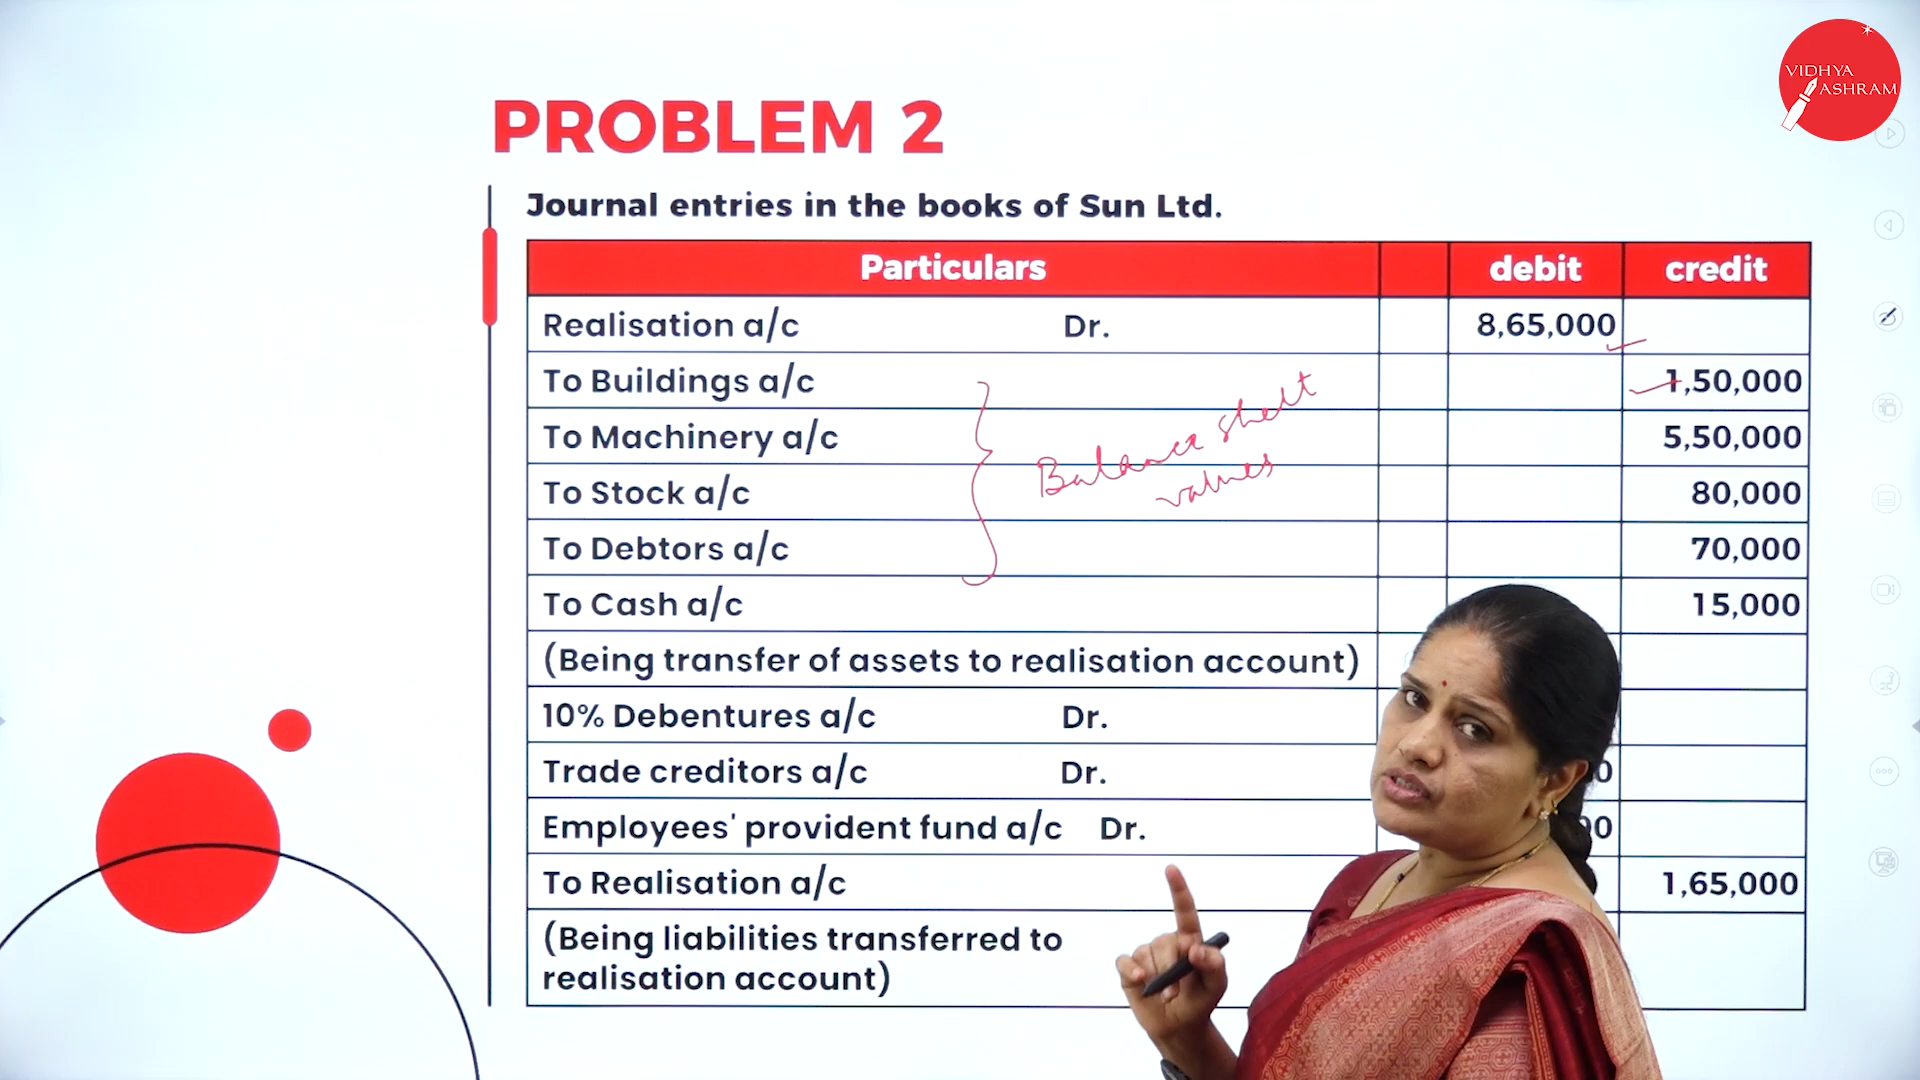 VIDHYA
ASHRAM
PROBLEM 2
Journal entries in the books of Sun Ltd.
Particulars debit credit
Realisation a/c Dr. 8,65,000
To Buildings a/c 1,50,000
To Machinery a/c 5,50,000
Balance sheet
values
To Stock a/c 80,000
To Debtors a/c 70,000
To Cash a/c 15,000
(Being transfer of assets to realisation account)
10% Debentures a/c Dr.
Trade creditors a/c Dr.
Employees' provident fund a/c Dr.
To Realisation a/c 1,65,000
(Being liabilities transferred to
realisation account)